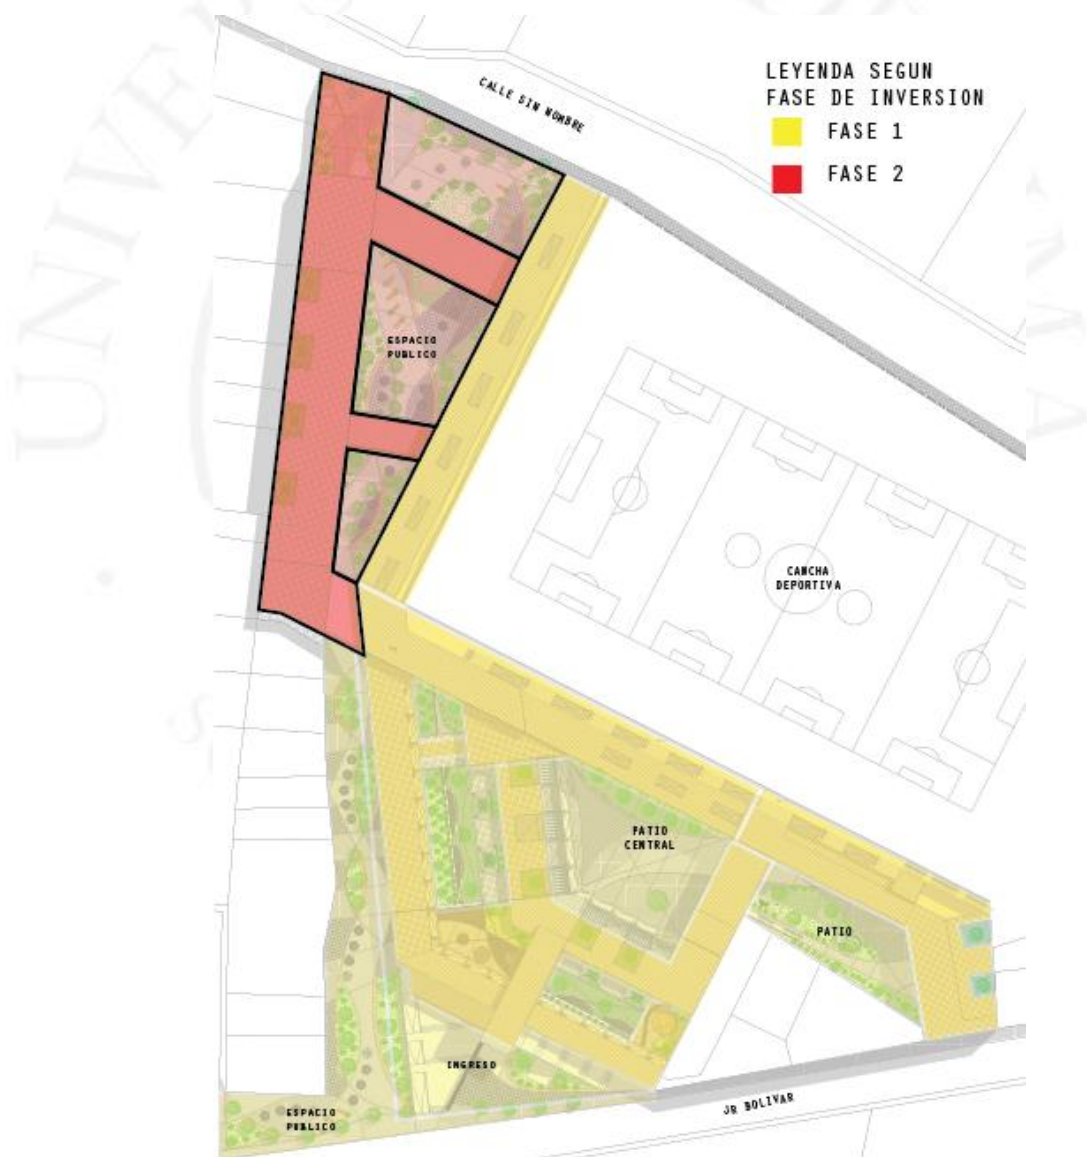 LEYENDA SEGUN
FASE DE INVERSION
FASE 1
FASE 2
CALLE SIN NOMBRE
ESPACIO
PUBLICO
CANCHA
DEPORTIVA
PATIO
CENTRAL
PATIO
INGRESO
JR BOLIVAR
ESPACIO
PUBLICO